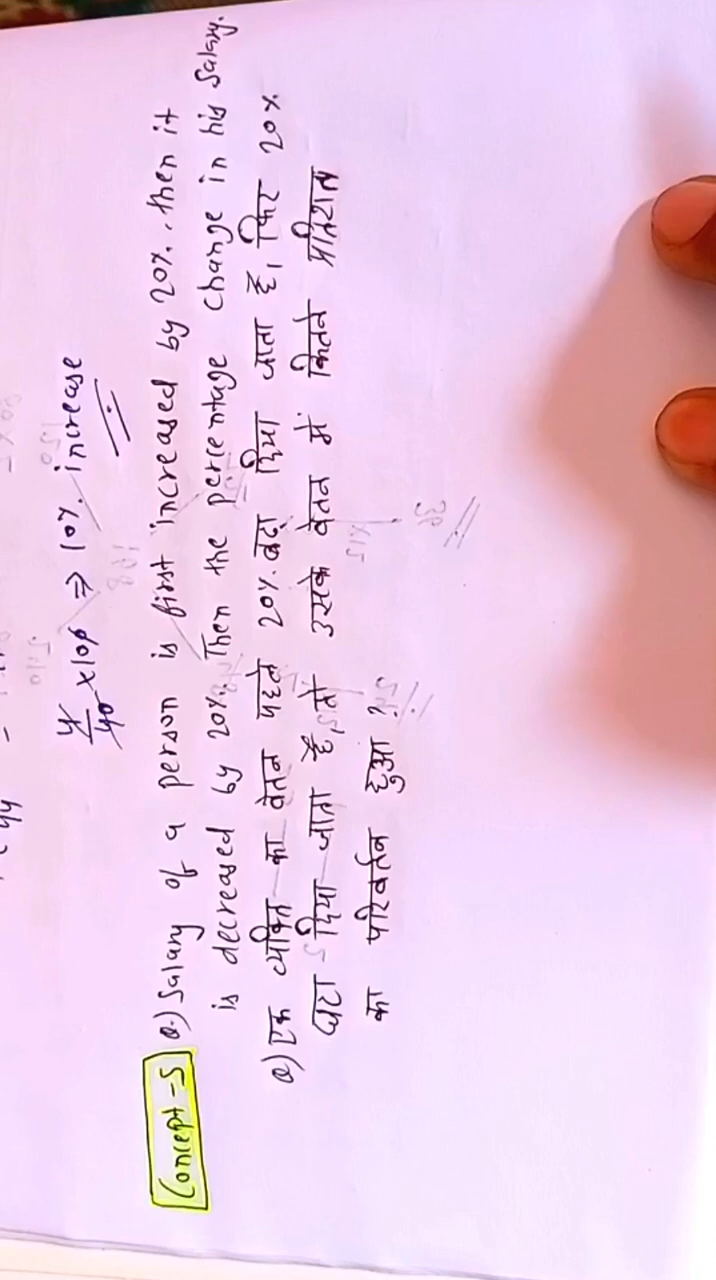 4/40 × 100 ⇒ 10%. increase
Concept-5 Q.) Salary of a person is first increased by 20%. then it
is decreased by 20%. Then the percentage change in his salary.
Q) एक व्यक्ति का वेतन पहले 20%. बढ़ा दिया जाता है, फिर 20%
घटा दिया जाता है, तो उसके वेतन में कितने प्रतिशत
का परिवर्तन हुआ ?